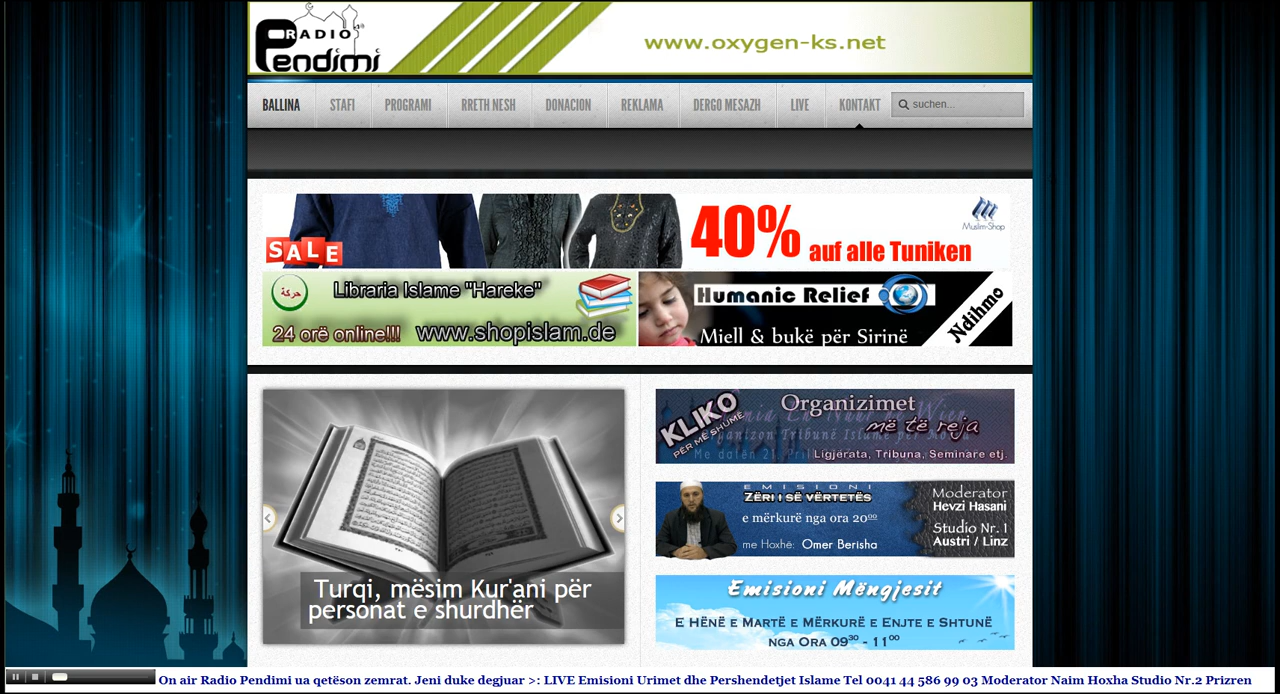 RADIO
Pendimi
www.oxygen-ks.net
BALLINA STAFI PROGRAMI RRETH NESH DONACION REKLAMA DERGO MESAZH LIVE KONTAKT suchen...
SALE
40% auf alle Tuniken
Muslim-Shop
حركة
Libraria Islame "Hareke"
24 orë online!!! www.shopislam.de
Humanic Relief
Miell & bukë për Sirinë
Ndihmo
Turqi, mësim Kur'ani për
personat e shurdhër
KLIKO
PËR MË SHUMË
Organizimet
më të reja
Ligjërata, Tribuna, Seminare etj.
EMISIONI
ZËRI I SË VËRTETËS
e mërkurë nga ora 20oo
me Hoxhë: Omer Berisha
Moderator
Hevzi Hasani
Studio Nr. 1
Austri / Linz
Emisioni Mëngjesit
E HËNË E MARTË E MËRKURË E ENJTE E SHTUNË
NGA ORA 09³⁰ - 11⁰⁰
On air Radio Pendimi ua qetëson zemrat. Jeni duke degjuar >: LIVE Emisioni Urimet dhe Pershendetjet Islame Tel 0041 44 586 99 03 Moderator Naim Hoxha Studio Nr.2 Prizren